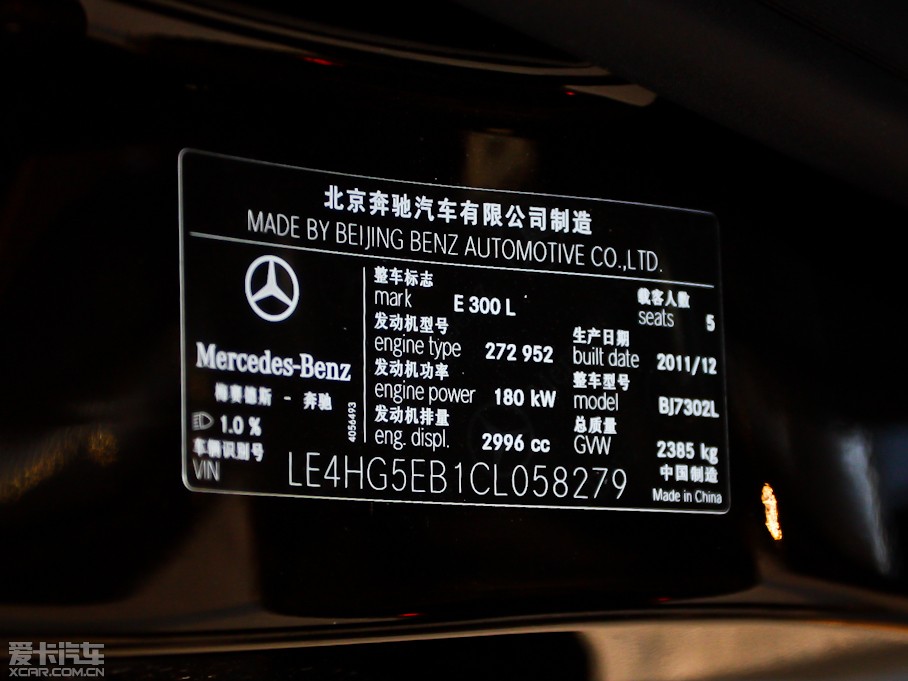 北京奔驰汽车有限公司制造
MADE BY BEIJING BENZ AUTOMOTIVE CO.,LTD.
Mercedes-Benz
梅赛德斯 - 奔驰
1.0 %
4056493
整车标志
mark E 300 L
载客人数
seats 5
发动机型号
engine type 272 952
生产日期
built date 2011/12
发动机功率
engine power 180 kW
整车型号
model BJ7302L
发动机排量
eng. displ. 2996 cc
总质量
GVW 2385 kg
车辆识别号
VIN LE4HG5EB1CL058279
中国制造
Made in China
爱卡汽车
XCAR.COM.CN